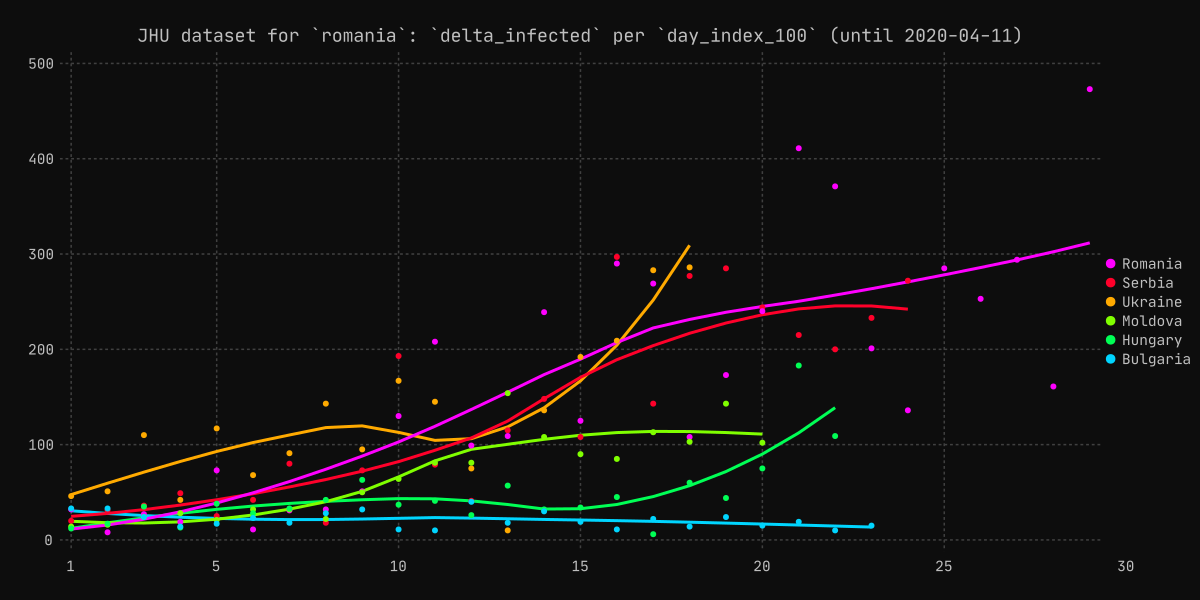 JHU dataset for `romania`: `delta_infected` per `day_index_100` (until 2020-04-11)
500
400
300
200
100
0
1 5 10 15 20 25 30
Romania
Serbia
Ukraine
Moldova
Hungary
Bulgaria